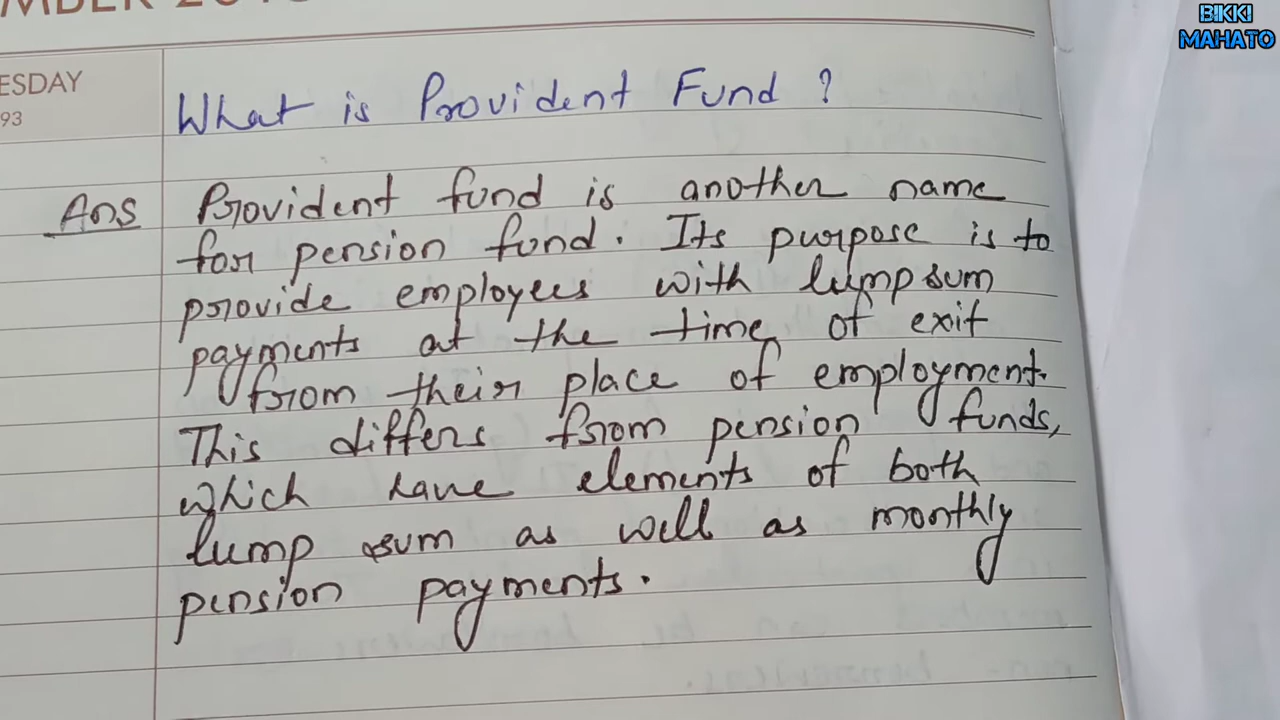 BIKKI
MAHATO
ESDAY
93
What is Provident Fund ?
Ans Provident fund is another name
for pension fund. Its purpose is to
provide employees with lump sum
payments at the time of exit
from their place of employment.
This differs from pension funds,
which have elements of both
lump sum as well as monthly
pension payments.